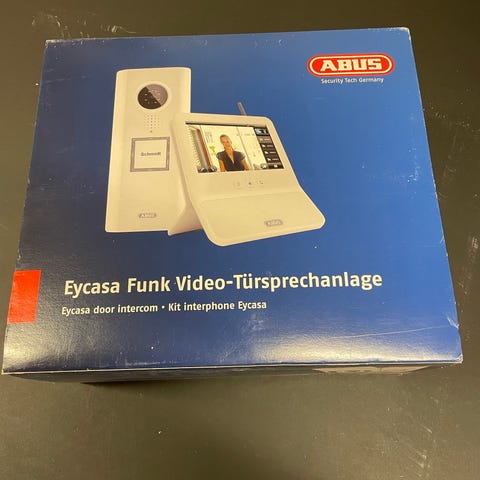 ABUS
Security Tech Germany
Schmidt
ABUS
ABUS
Eycasa Funk Video-Türsprechanlage
Eycasa door intercom • Kit interphone Eycasa